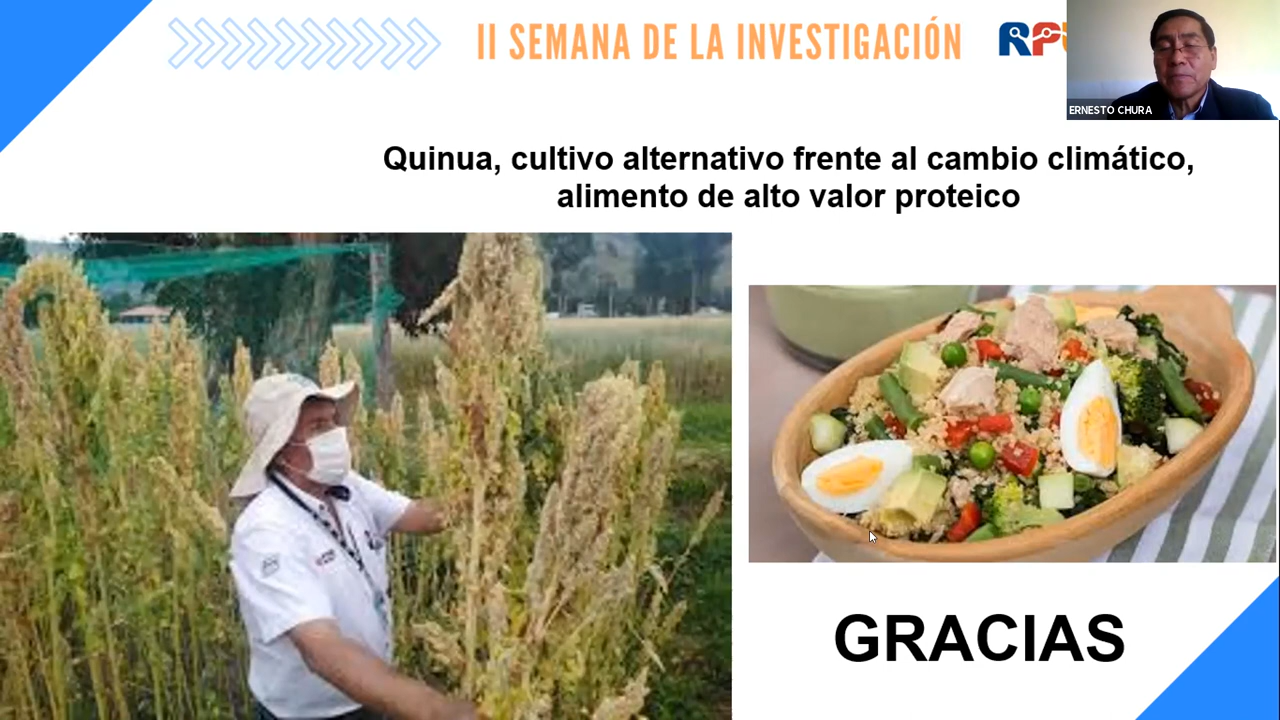 II SEMANA DE LA INVESTIGACIÓN
ERNESTO CHURA
Quinua, cultivo alternativo frente al cambio climático,
alimento de alto valor proteico
GRACIAS